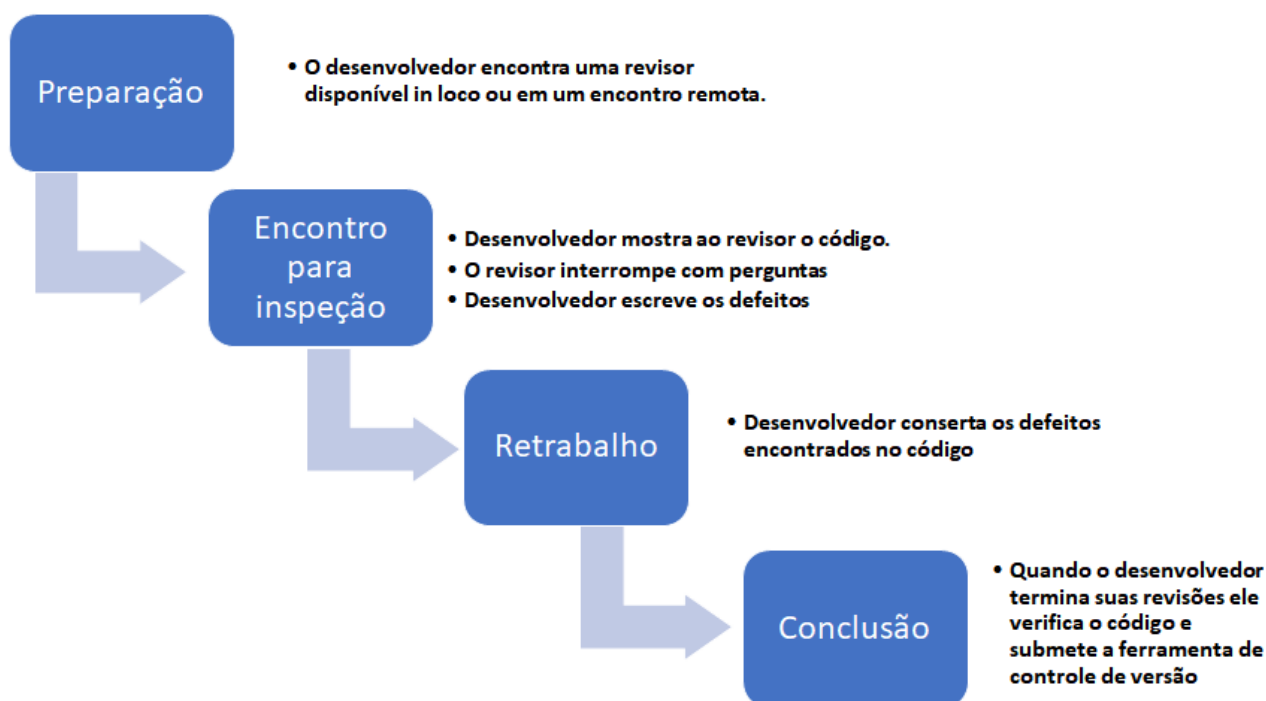 Preparação
• O desenvolvedor encontra uma revisor
disponível in loco ou em um encontro remota.
Encontro
para
inspeção
• Desenvolvedor mostra ao revisor o código.
• O revisor interrompe com perguntas
• Desenvolvedor escreve os defeitos
Retrabalho
• Desenvolvedor conserta os defeitos
encontrados no código
Conclusão
• Quando o desenvolvedor
termina suas revisões ele
verifica o código e
submete a ferramenta de
controle de versão